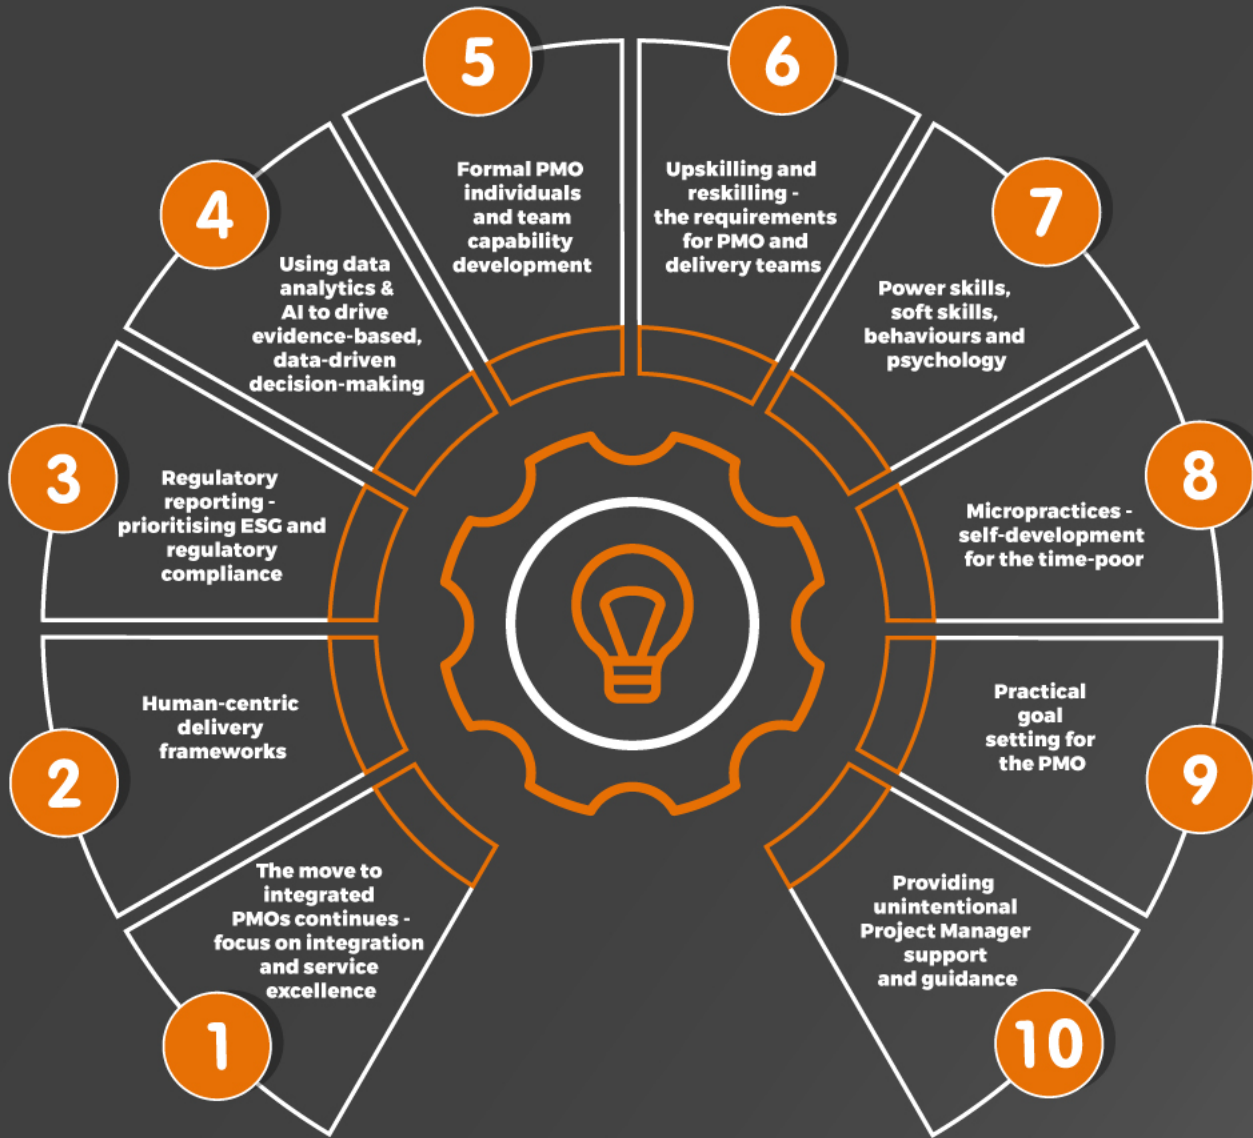 1
The move to
integrated
PMOs continues -
focus on integration
and service
excellence
2
Human-centric
delivery
frameworks
3
Regulatory
reporting -
prioritising ESG and
regulatory
compliance
4
Using data
analytics &
AI to drive
evidence-based,
data-driven
decision-making
5
Formal PMO
individuals
and team
capability
development
6
Upskilling and
reskilling -
the requirements
for PMO and
delivery teams
7
Power skills,
soft skills,
behaviours and
psychology
8
Micropractices -
self-development
for the time-poor
9
Practical
goal
setting for
the PMO
10
Providing
unintentional
Project Manager
support
and guidance